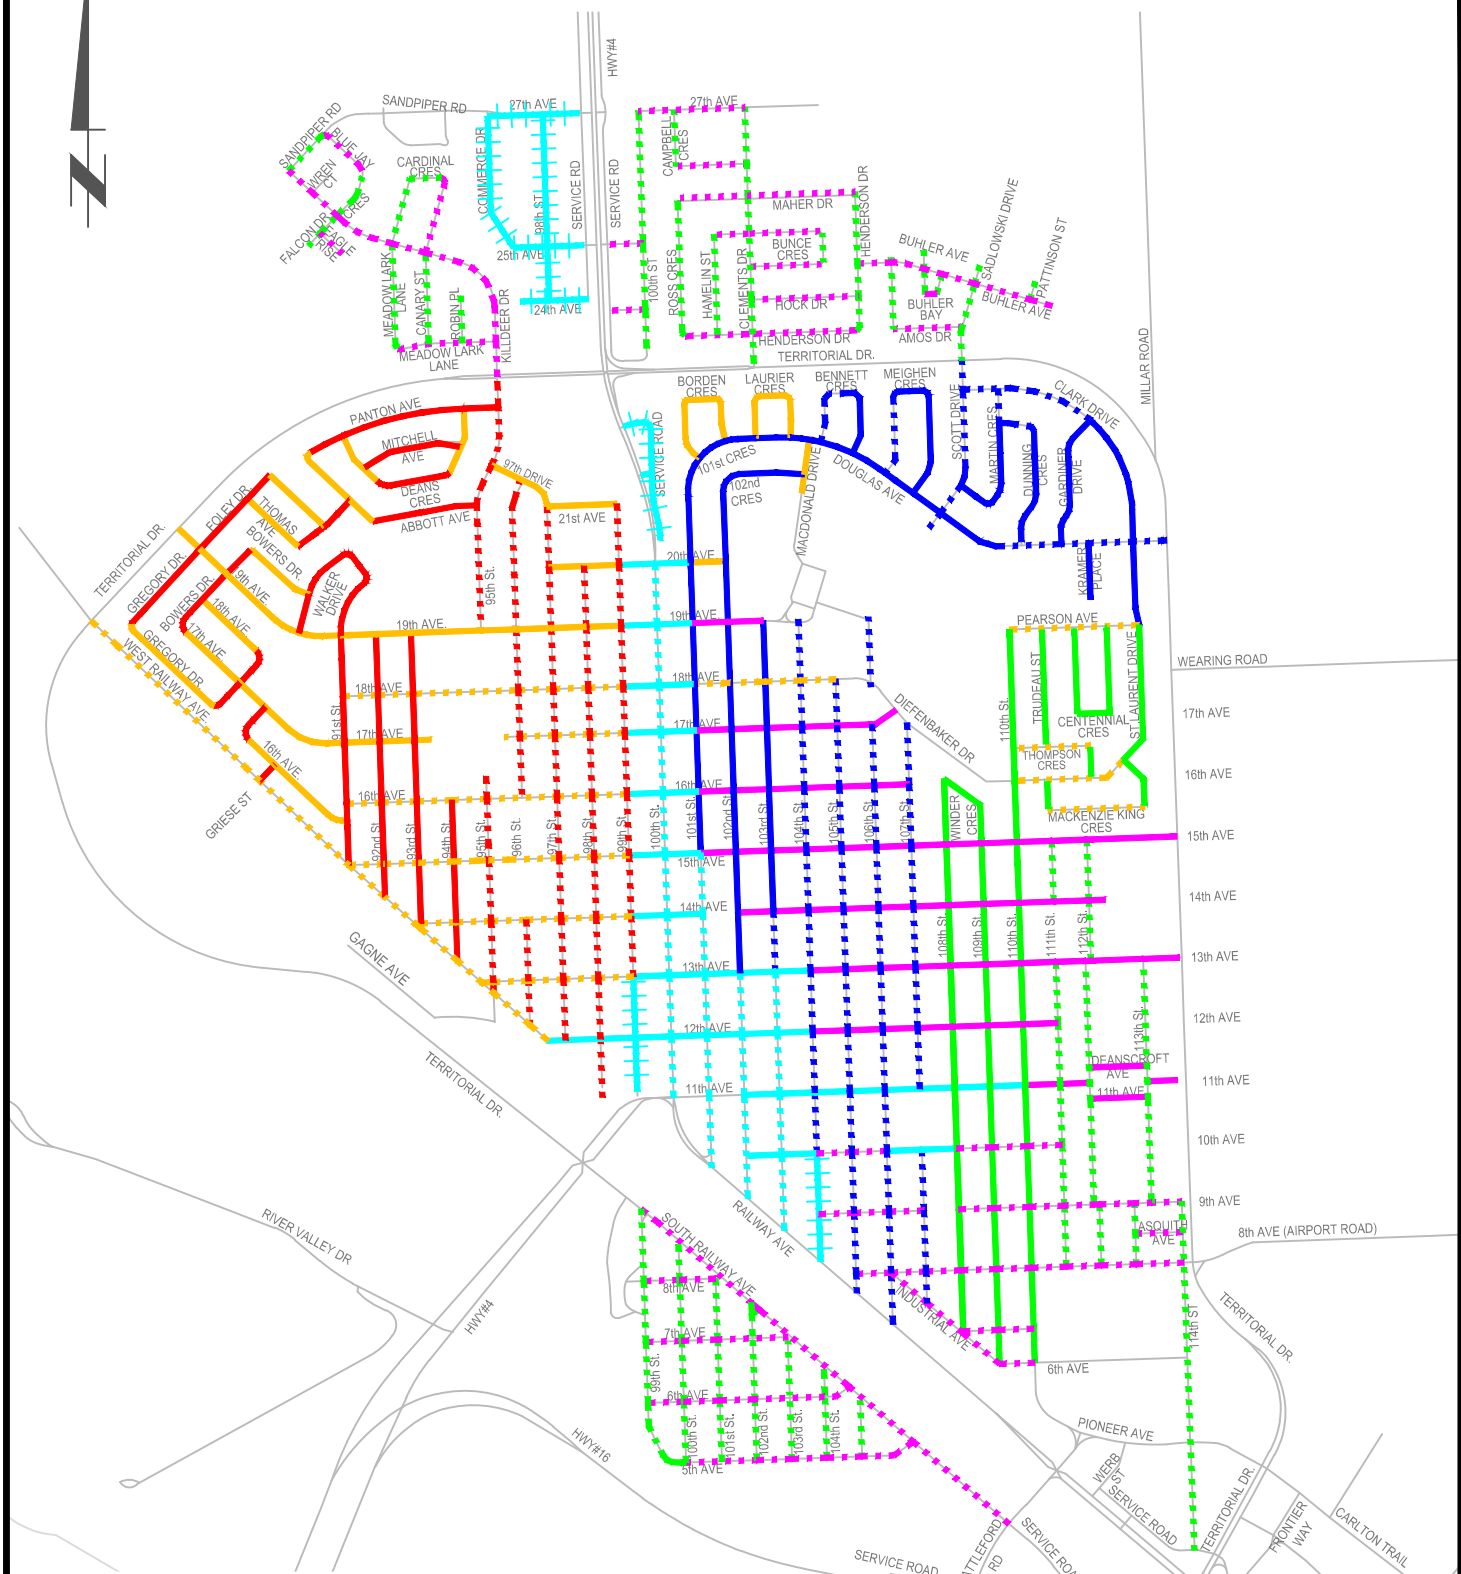 HWY#4
SANDPIPER RD
27th AVE
27th AVE
SANDPIPER RD
BLUE JAY
WREN
CT
CARDINAL
CRES
COMMERCE DR
98th ST.
SERVICE RD
SERVICE RD
CAMPBELL
CRES
CRES
FALCON DR.
EAGLE
RISE
25th AVE
24th AVE
MEADOW LARK
LANE
CANARY ST
ROBIN PL
KILLDEER DR
MEADOW LARK
LANE
100th ST
ROSS CRES
HAMELIN ST
CLEMENTS DR
MAHER DR
BUNCE
CRES
HOCK DR
HENDERSON DR
HENDERSON DR
BUHLER AVE
SADLOWSKI DRIVE
PATTINSON ST
BUHLER
BAY
BUHLER AVE
AMOS DR
TERRITORIAL DR.
MILLAR ROAD
BORDEN
CRES
LAURIER
CRES
BENNETT
CRES
MEIGHEN
CRES
CLARK DRIVE
PANTON AVE
MITCHELL
AVE
DEANS
CRES
ABBOTT AVE
97th DRIVE
21st AVE
SERVICE ROAD
101st CRES
102nd
CRES
MACDONALD DRIVE
DOUGLAS AVE
SCOTT DRIVE
MARTIN CRES
DUNNING
CRES
GARDINER
DRIVE
KRAMER
PLACE
FOLEY DR.
THOMAS
AVE
BOWERS DR.
TERRITORIAL DR.
GREGORY DR.
BOWERS DR.
9th AVE.
WALKER
DRIVE
18th AVE.
17th AVE.
GREGORY DR.
WEST RAILWAY AVE
16th AVE.
GRIESE ST
95th St.
20th AVE
19th AVE.
19th AVE
18th AVE
18th AVE
17th AVE
17th AVE
16th AVE
16th AVE
15th AVE
14th AVE
13th AVE
12th AVE
11th AVE
91st St.
92nd St.
93rd St.
94th St.
95th St.
96th St.
97th St.
98th St.
99th St.
100th St.
101st St.
102nd St.
103rd St.
104th St.
105th St.
106th St.
107th St.
DIEFENBAKER DR
PEARSON AVE
110th St.
TRUDEAU ST
CENTENNIAL
CRES
ST.LAURENT DRIVE
THOMPSON
CRES
MACKENZIE KING
CRES
WINDER
CRES
WEARING ROAD
17th AVE
16th AVE
15th AVE
14th AVE
13th AVE
12th AVE
11th AVE
10th AVE
9th AVE
8th AVE (AIRPORT ROAD)
108th St.
109th St.
110th St.
111th St.
112th St.
113th St.
DEANSCROFT
AVE
11th AVE
ASQUITH
AVE
GAGNE AVE
TERRITORIAL DR.
RIVER VALLEY DR
HWY#4
HWY#16
RAILWAY AVE
SOUTH RAILWAY AVE
8th AVE
7th AVE
6th AVE
5th AVE
99th St.
100th St.
101st St.
102nd St.
103rd St.
104th St.
INDUSTRIAL AVE
6th AVE
114th ST
TERRITORIAL DR.
PIONEER AVE
WERB
ST
SERVICE ROAD
TERRITORIAL DR.
FRONTIER
WAY
CARLTON TRAIL
SERVICE ROAD
ATTLEFORD
RD
SERVICE ROA